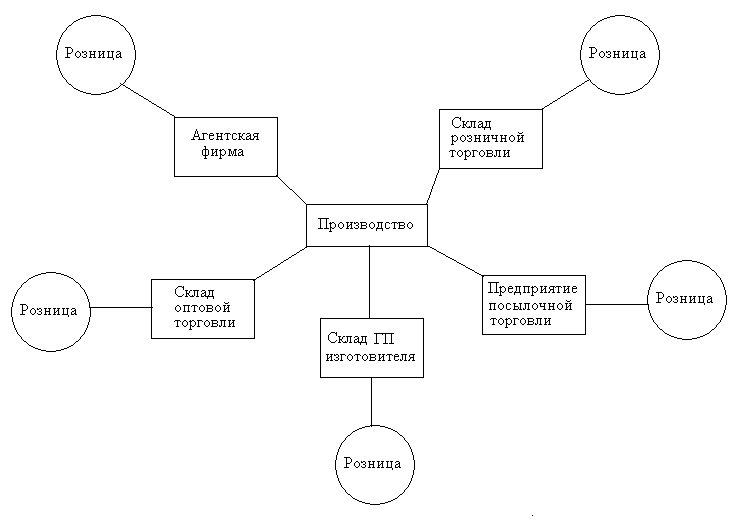 Розница
Розница
Агентская
фирма
Склад
розничной
торговли
Производство
Розница
Склад
оптовой
торговли
Предприятие
посылочной
торговли
Розница
Склад ГП
изготовителя
Розница